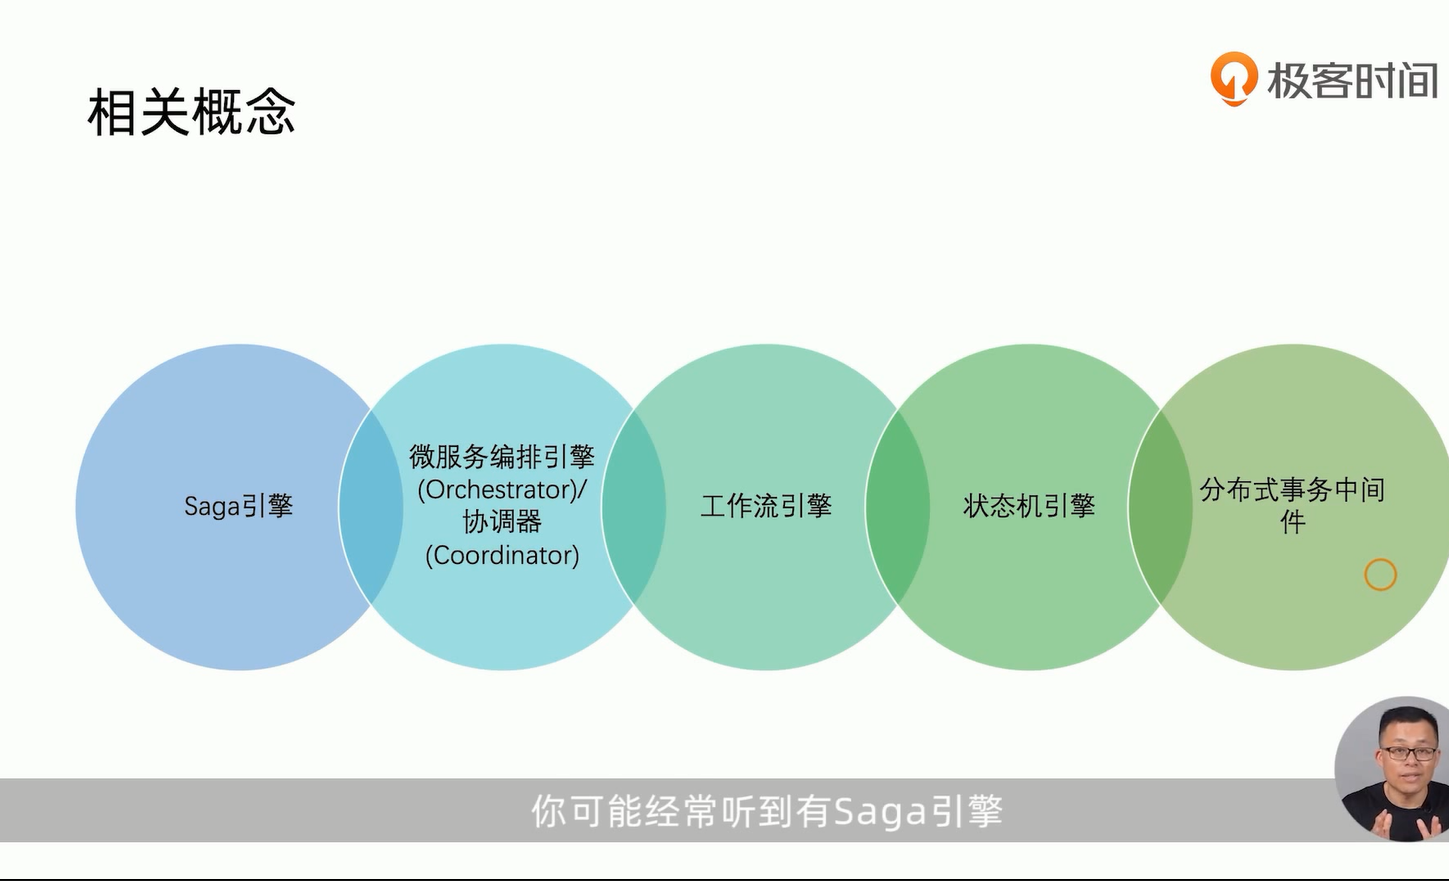 极客时间
相关概念
Saga引擎
微服务编排引擎
(Orchestrator)/
协调器
(Coordinator)
工作流引擎
状态机引擎
分布式事务中间
件
你可能经常听到有Saga引擎